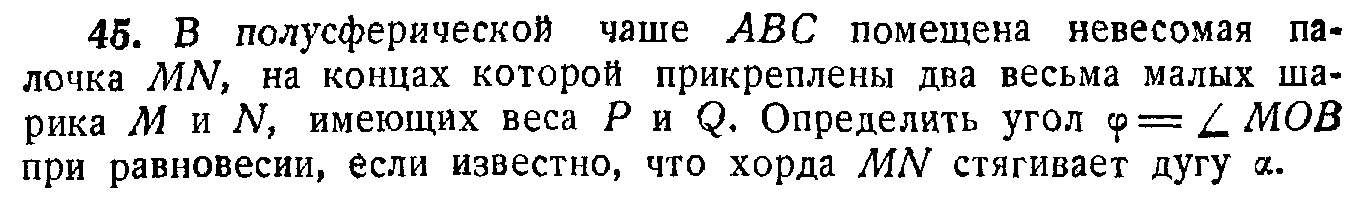 45. В полусферической чаше ABC помещена невесомая па-
лочка MN, на концах которой прикреплены два весьма малых ша-
рика M и N, имеющих веса P и Q. Определить угол φ = ∠ MOB
при равновесии, если известно, что хорда MN стягивает дугу α.